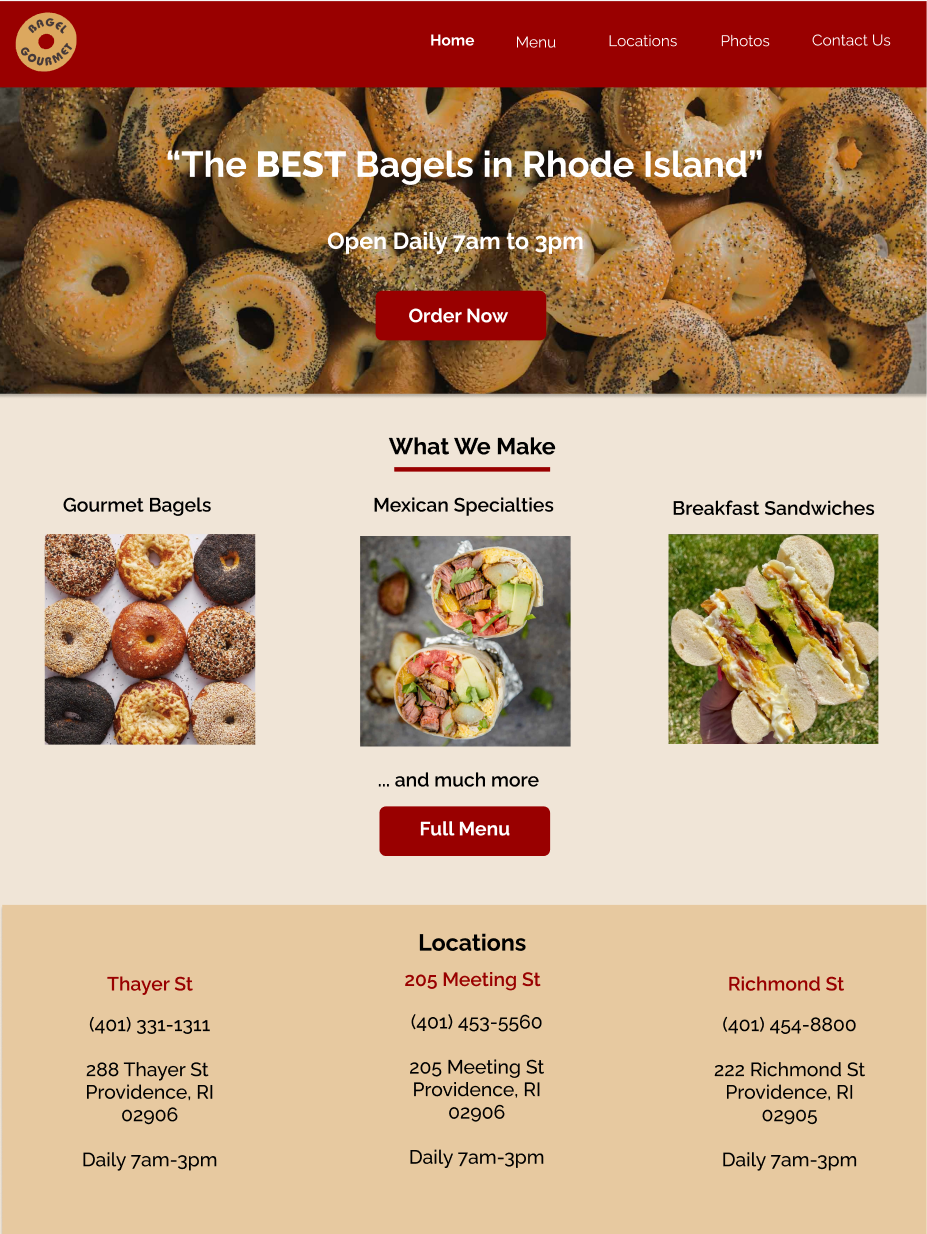 BAGEL
GOURMET
Home
Menu
Locations
Photos
Contact Us
“The BEST Bagels in Rhode Island”
Open Daily 7am to 3pm
Order Now
What We Make
Gourmet Bagels
Mexican Specialties
Breakfast Sandwiches
... and much more
Full Menu
Locations
Thayer St
(401) 331-1311
288 Thayer St
Providence, RI
02906
Daily 7am-3pm
205 Meeting St
(401) 453-5560
205 Meeting St
Providence, RI
02906
Daily 7am-3pm
Richmond St
(401) 454-8800
222 Richmond St
Providence, RI
02905
Daily 7am-3pm